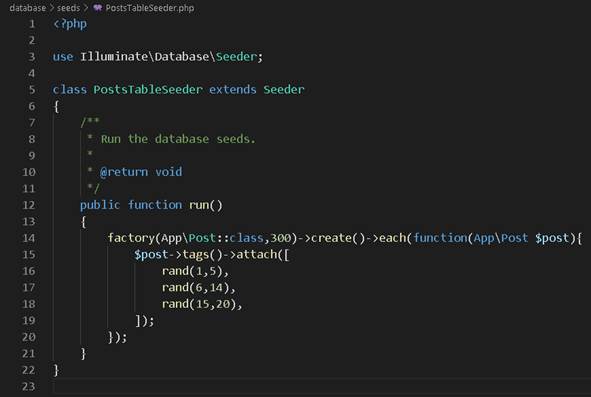 database > seeds > PostsTableSeeder.php
1 <?php
2
3 use Illuminate\Database\Seeder;
4
5 class PostsTableSeeder extends Seeder
6 {
7     /**
8      * Run the database seeds.
9      *
10      * @return void
11      */
12     public function run()
13     {
14         factory(App\Post::class,300)->create()->each(function(App\Post $post){
15             $post->tags()->attach([
16                 rand(1,5),
17                 rand(6,14),
18                 rand(15,20),
19             ]);
20         });
21     }
22 }
23